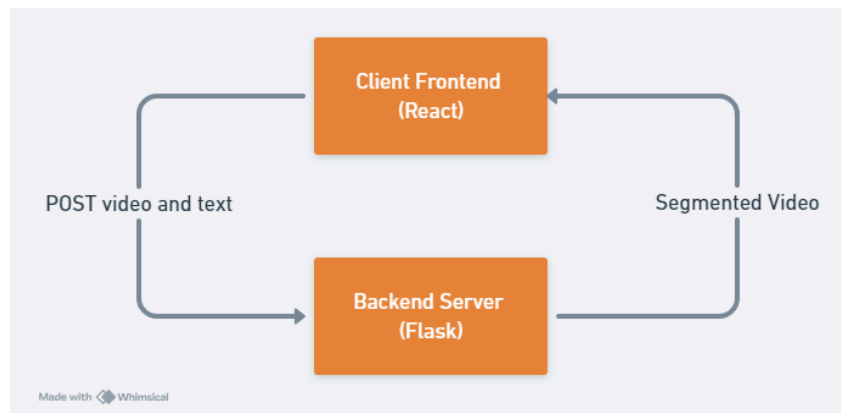 Client Frontend
(React)
POST video and text
Segmented Video
Backend Server
(Flask)
Made with Whimsical